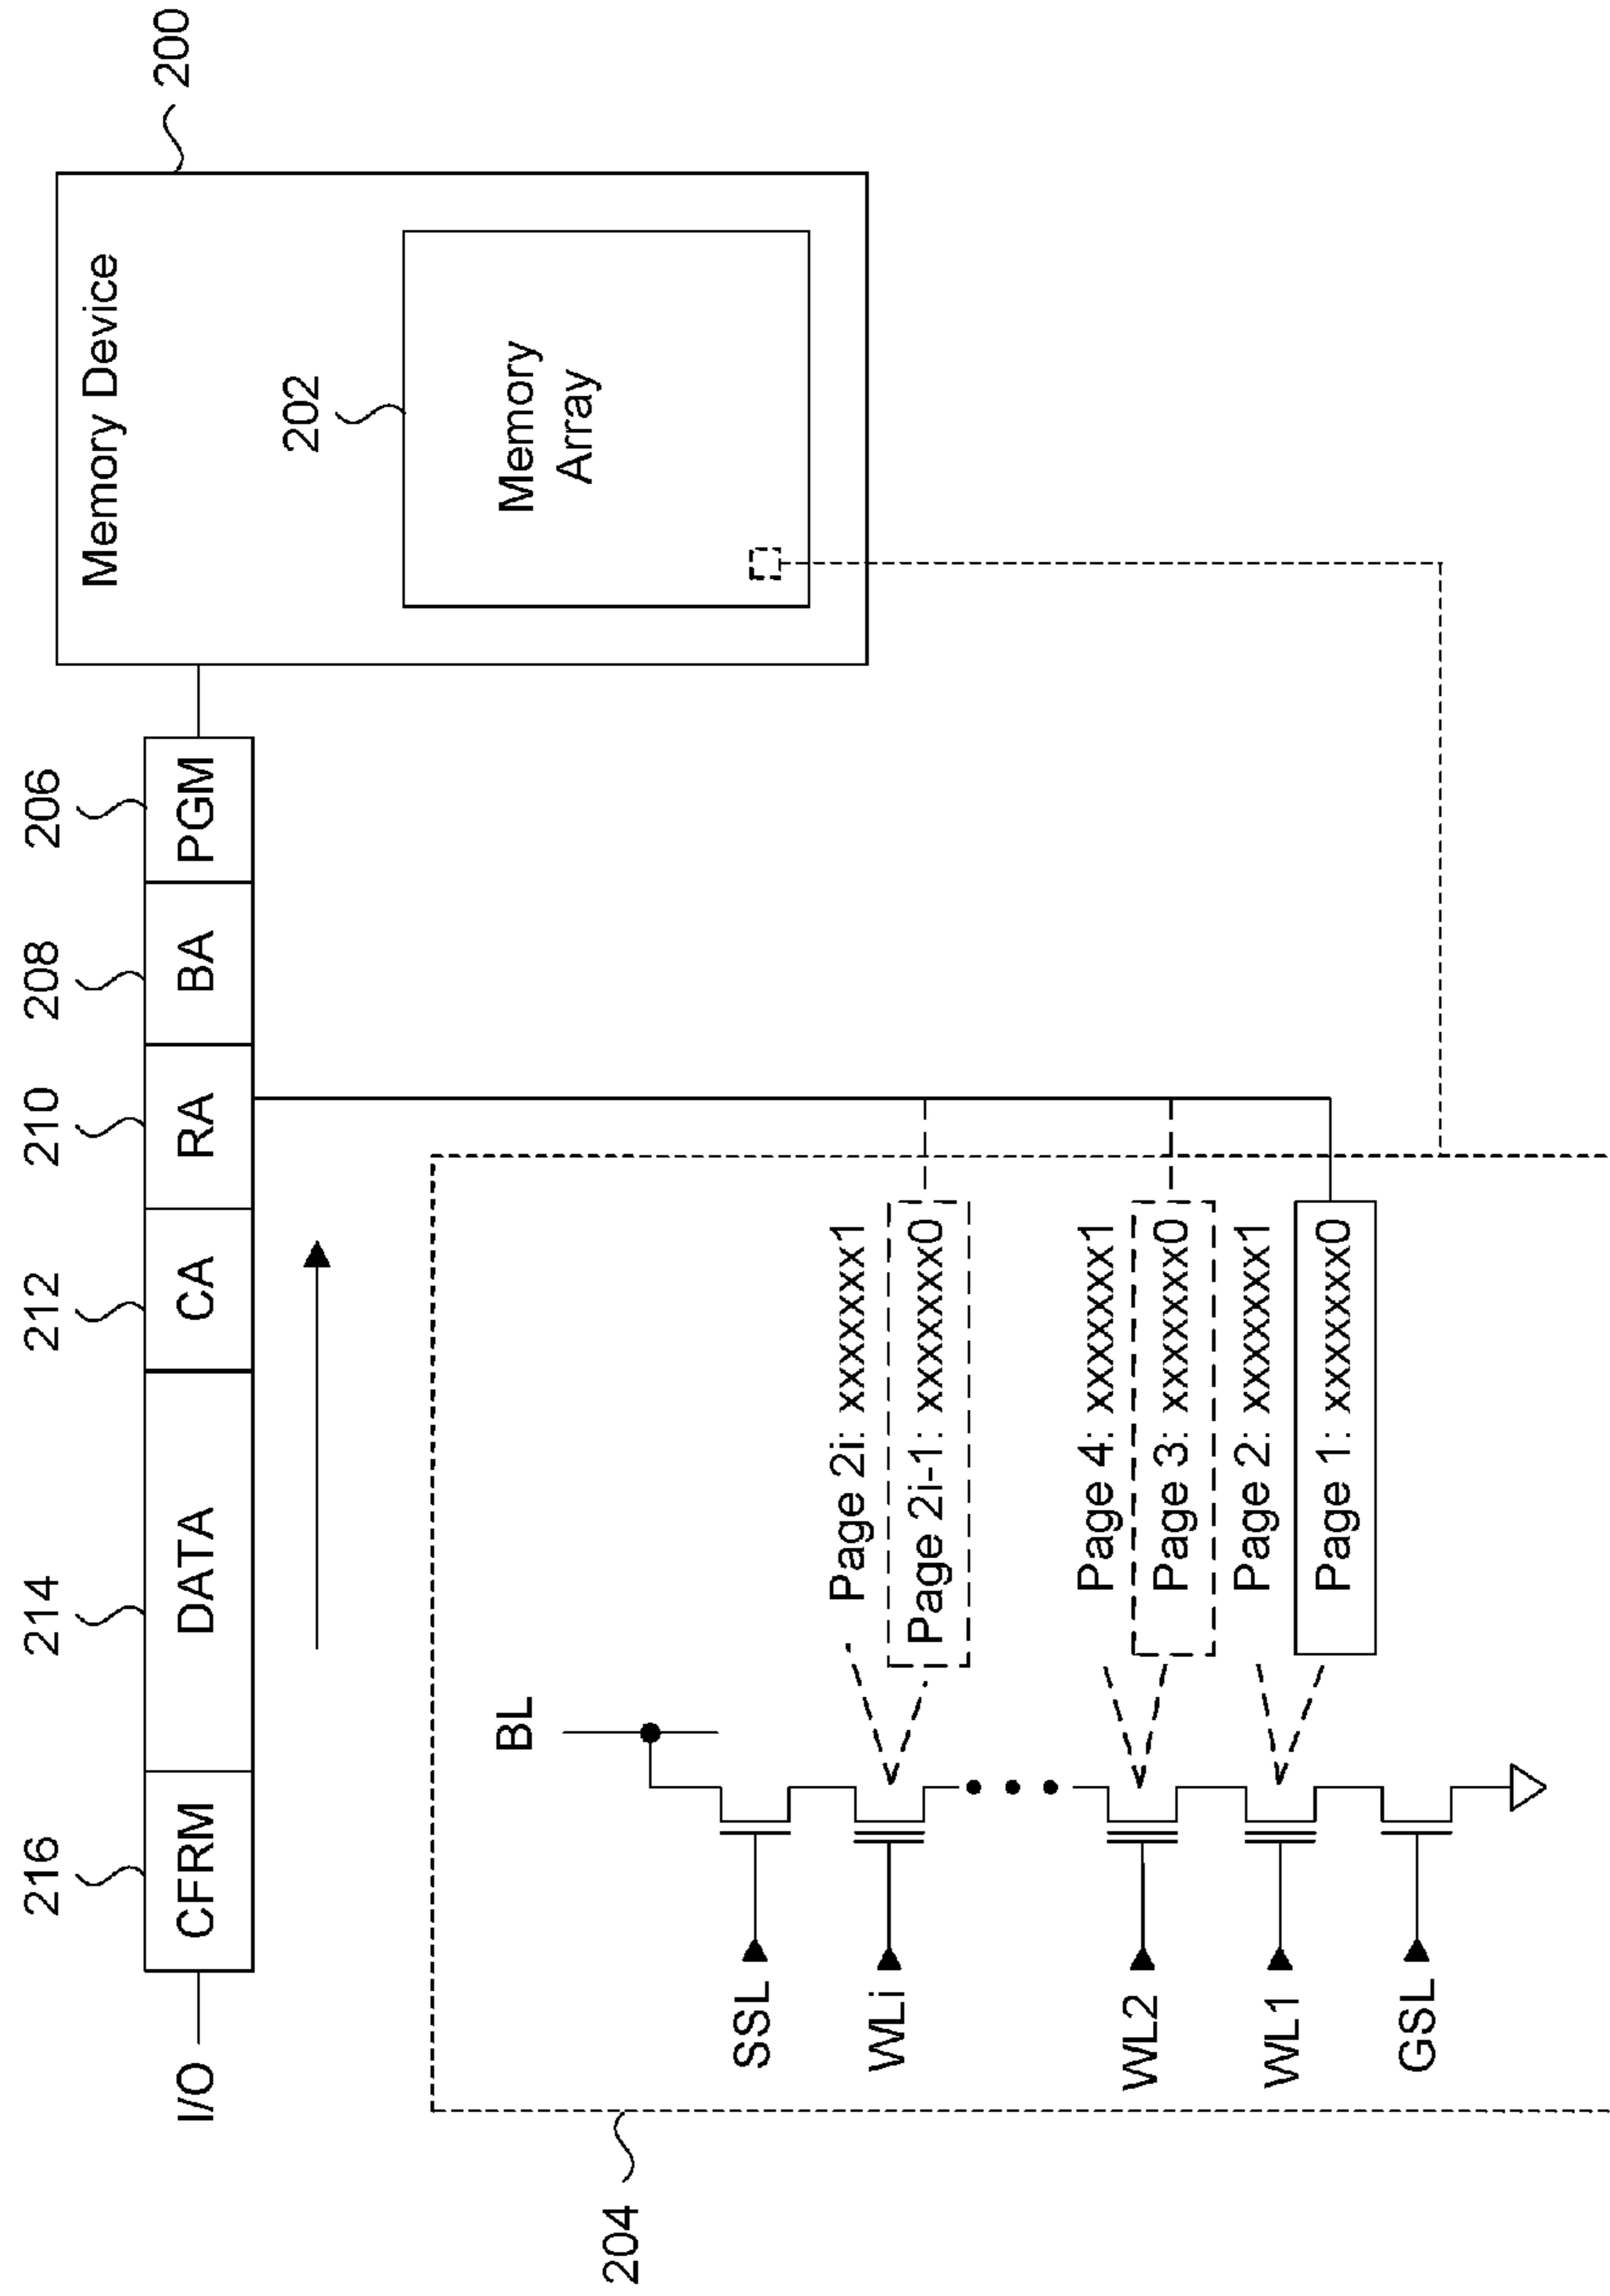 216
214
212
210
208
206
I/O
CFRM
DATA
CA
RA
BA
PGM
Memory Device
200
202
Memory
Array
204
BL
SSL
WLi
WL2
WL1
GSL
Page 2i: xxxxxxx1
Page 2i-1: xxxxxxx0
Page 4: xxxxxxx1
Page 3: xxxxxxx0
Page 2: xxxxxxx1
Page 1: xxxxxxx0